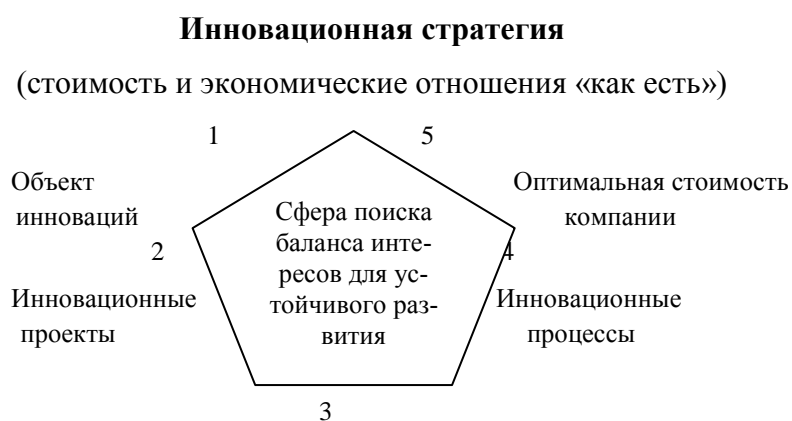 Инновационная стратегия
(стоимость и экономические отношения «как есть»)
1
5
Объект
инноваций
Оптимальная стоимость
компании
Сфера поиска
баланса инте-
ресов для ус-
тойчивого раз-
вития
2
4
Инновационные
проекты
Инновационные
процессы
3